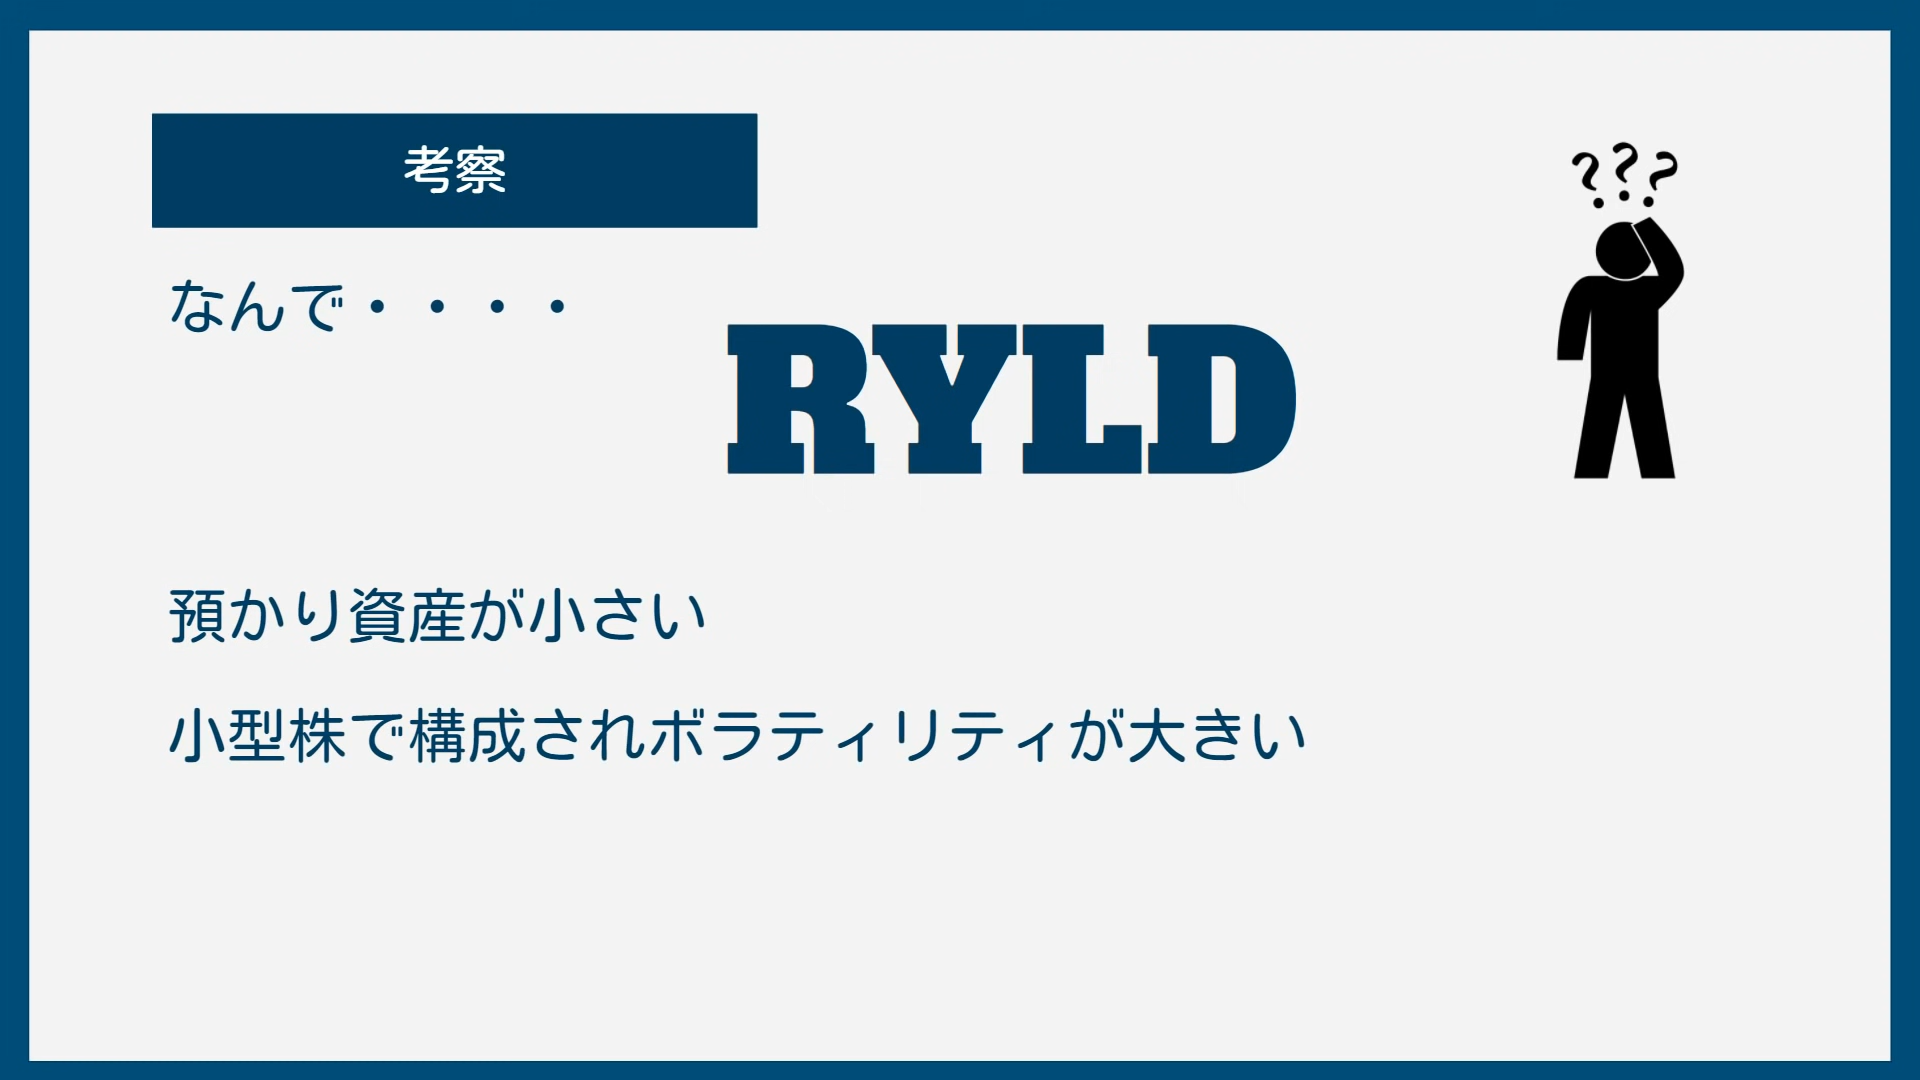 考察
???
なんで・・・・
RYLD
預かり資産が小さい
小型株で構成されボラティリティが大きい